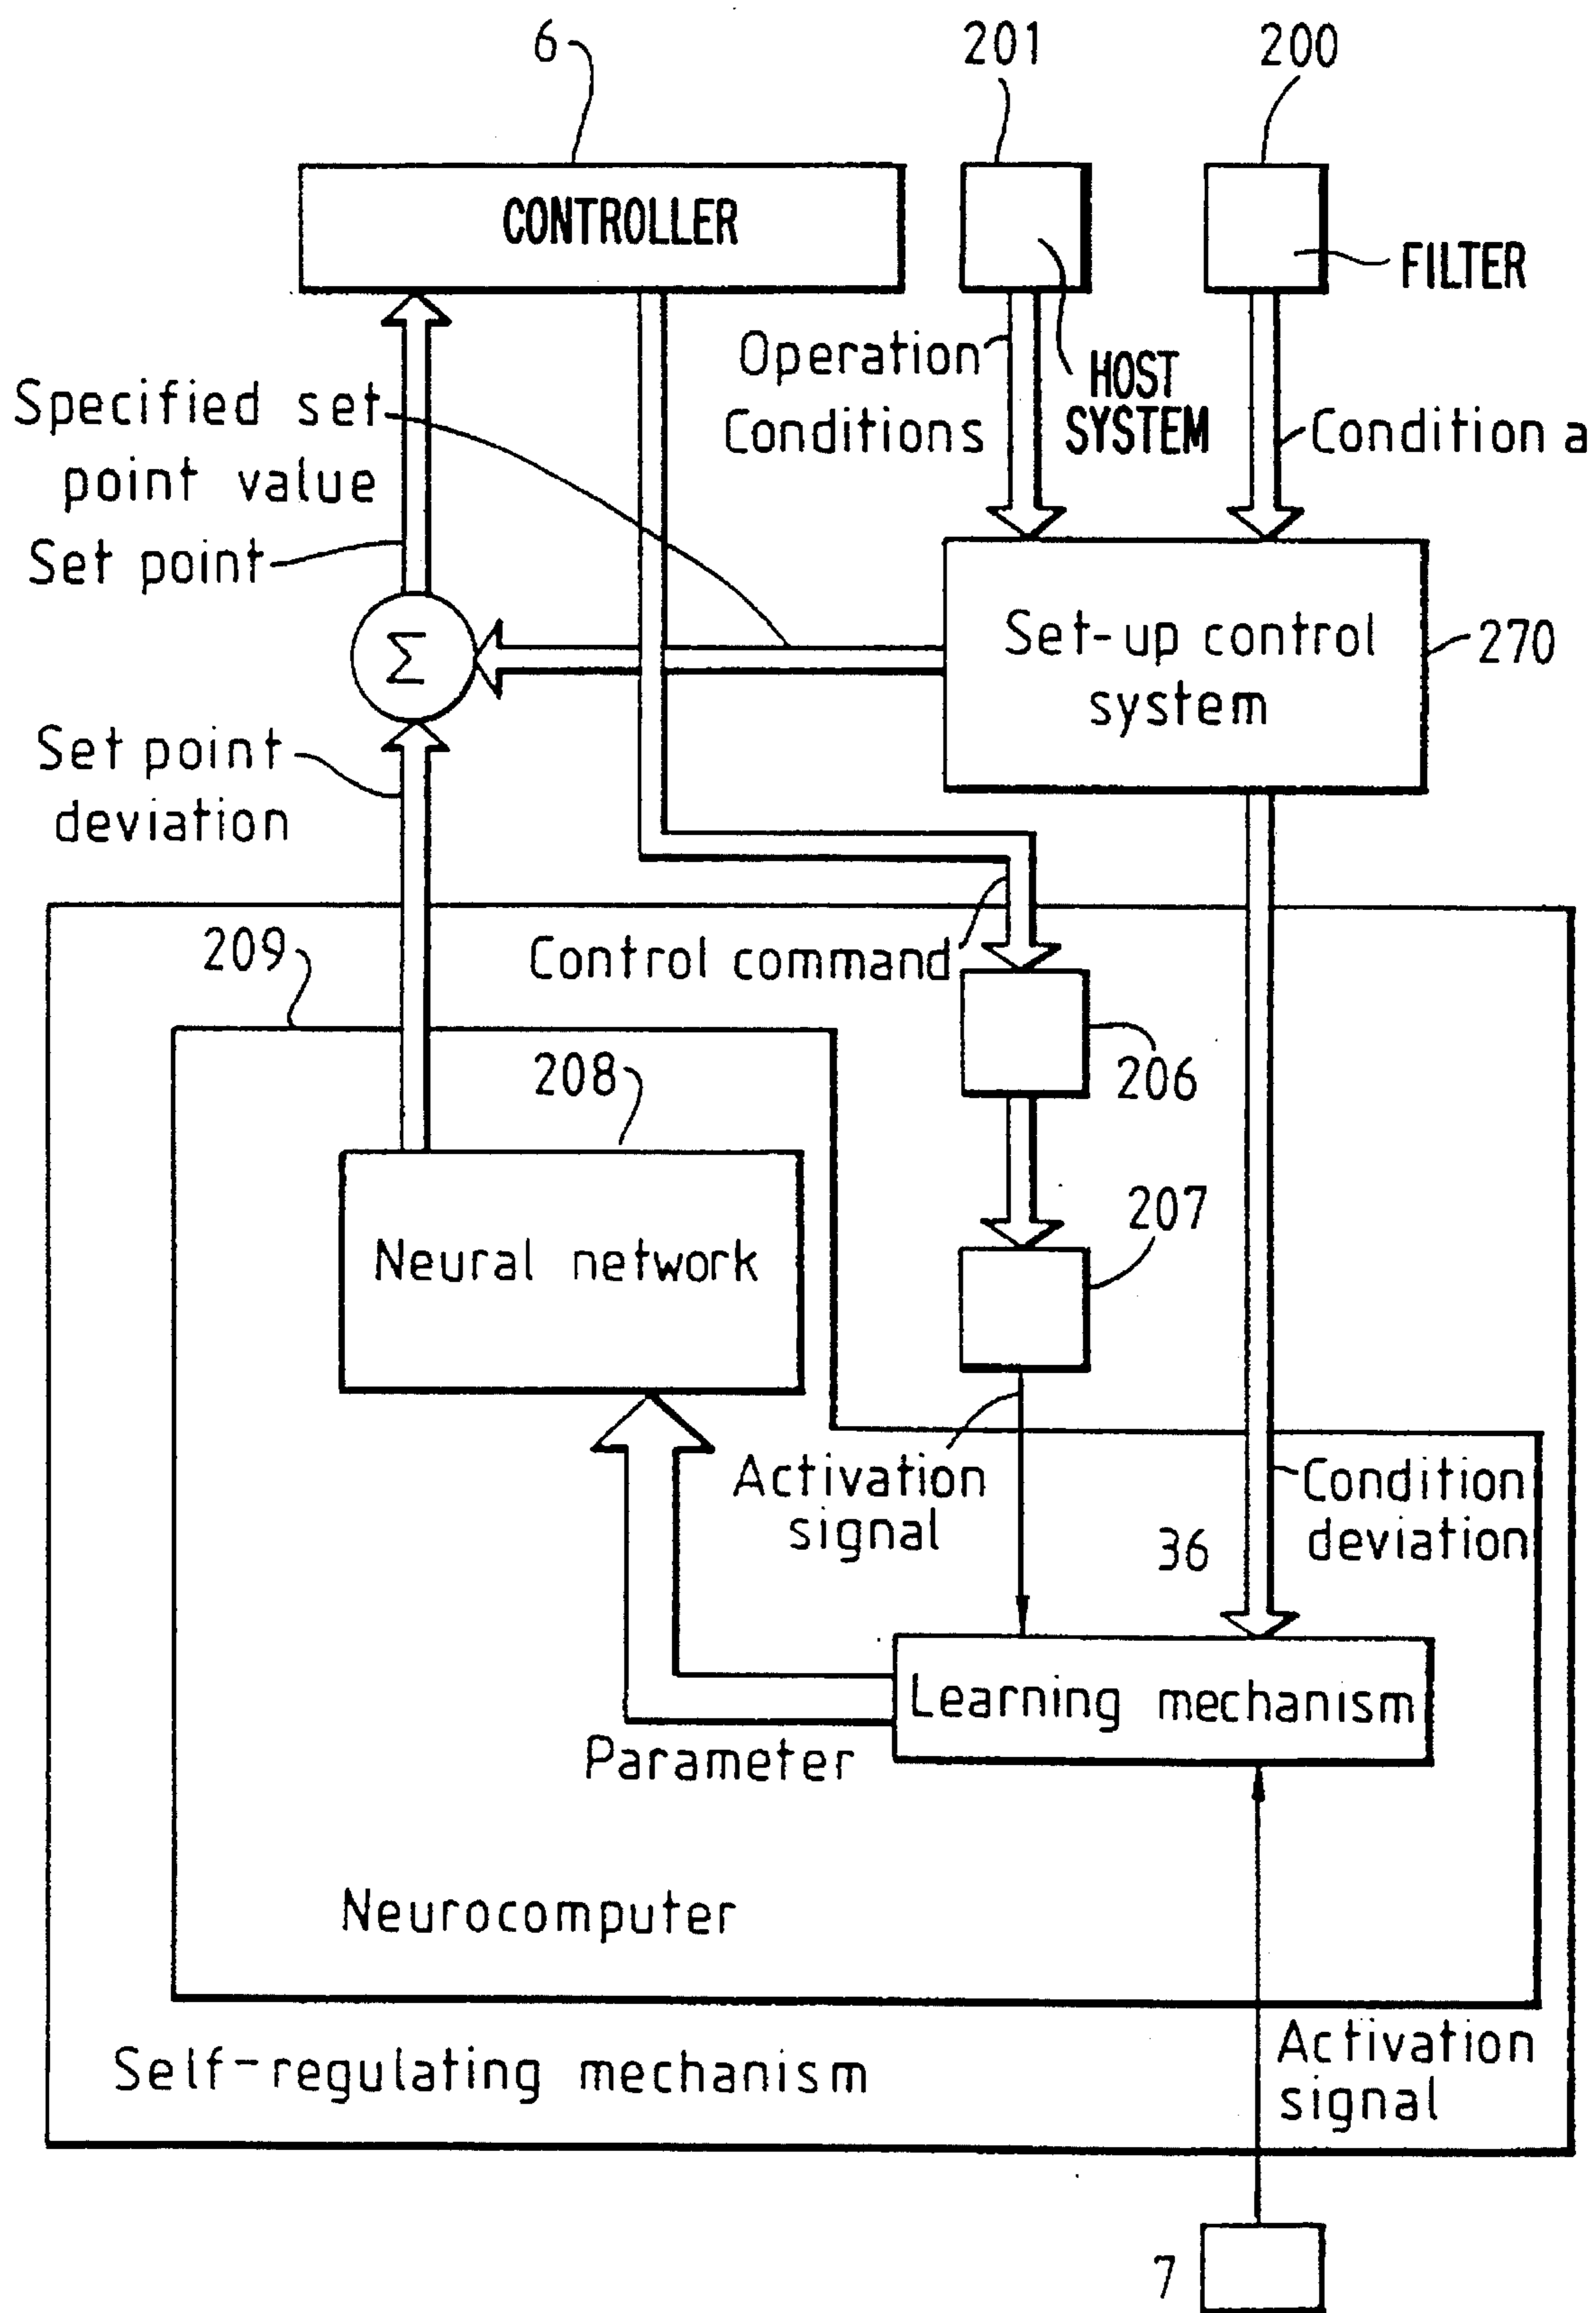 6
201
200
CONTROLLER
FILTER
Operation
Conditions
HOST
SYSTEM
Condition a
Specified set
point value
Set point
Σ
Set-up control
system
270
Set point
deviation
Control command
209
206
208
207
Neural network
Activation
signal
Condition
deviation
36
Learning mechanism
Parameter
Neurocomputer
Self-regulating mechanism
Activation
signal
7